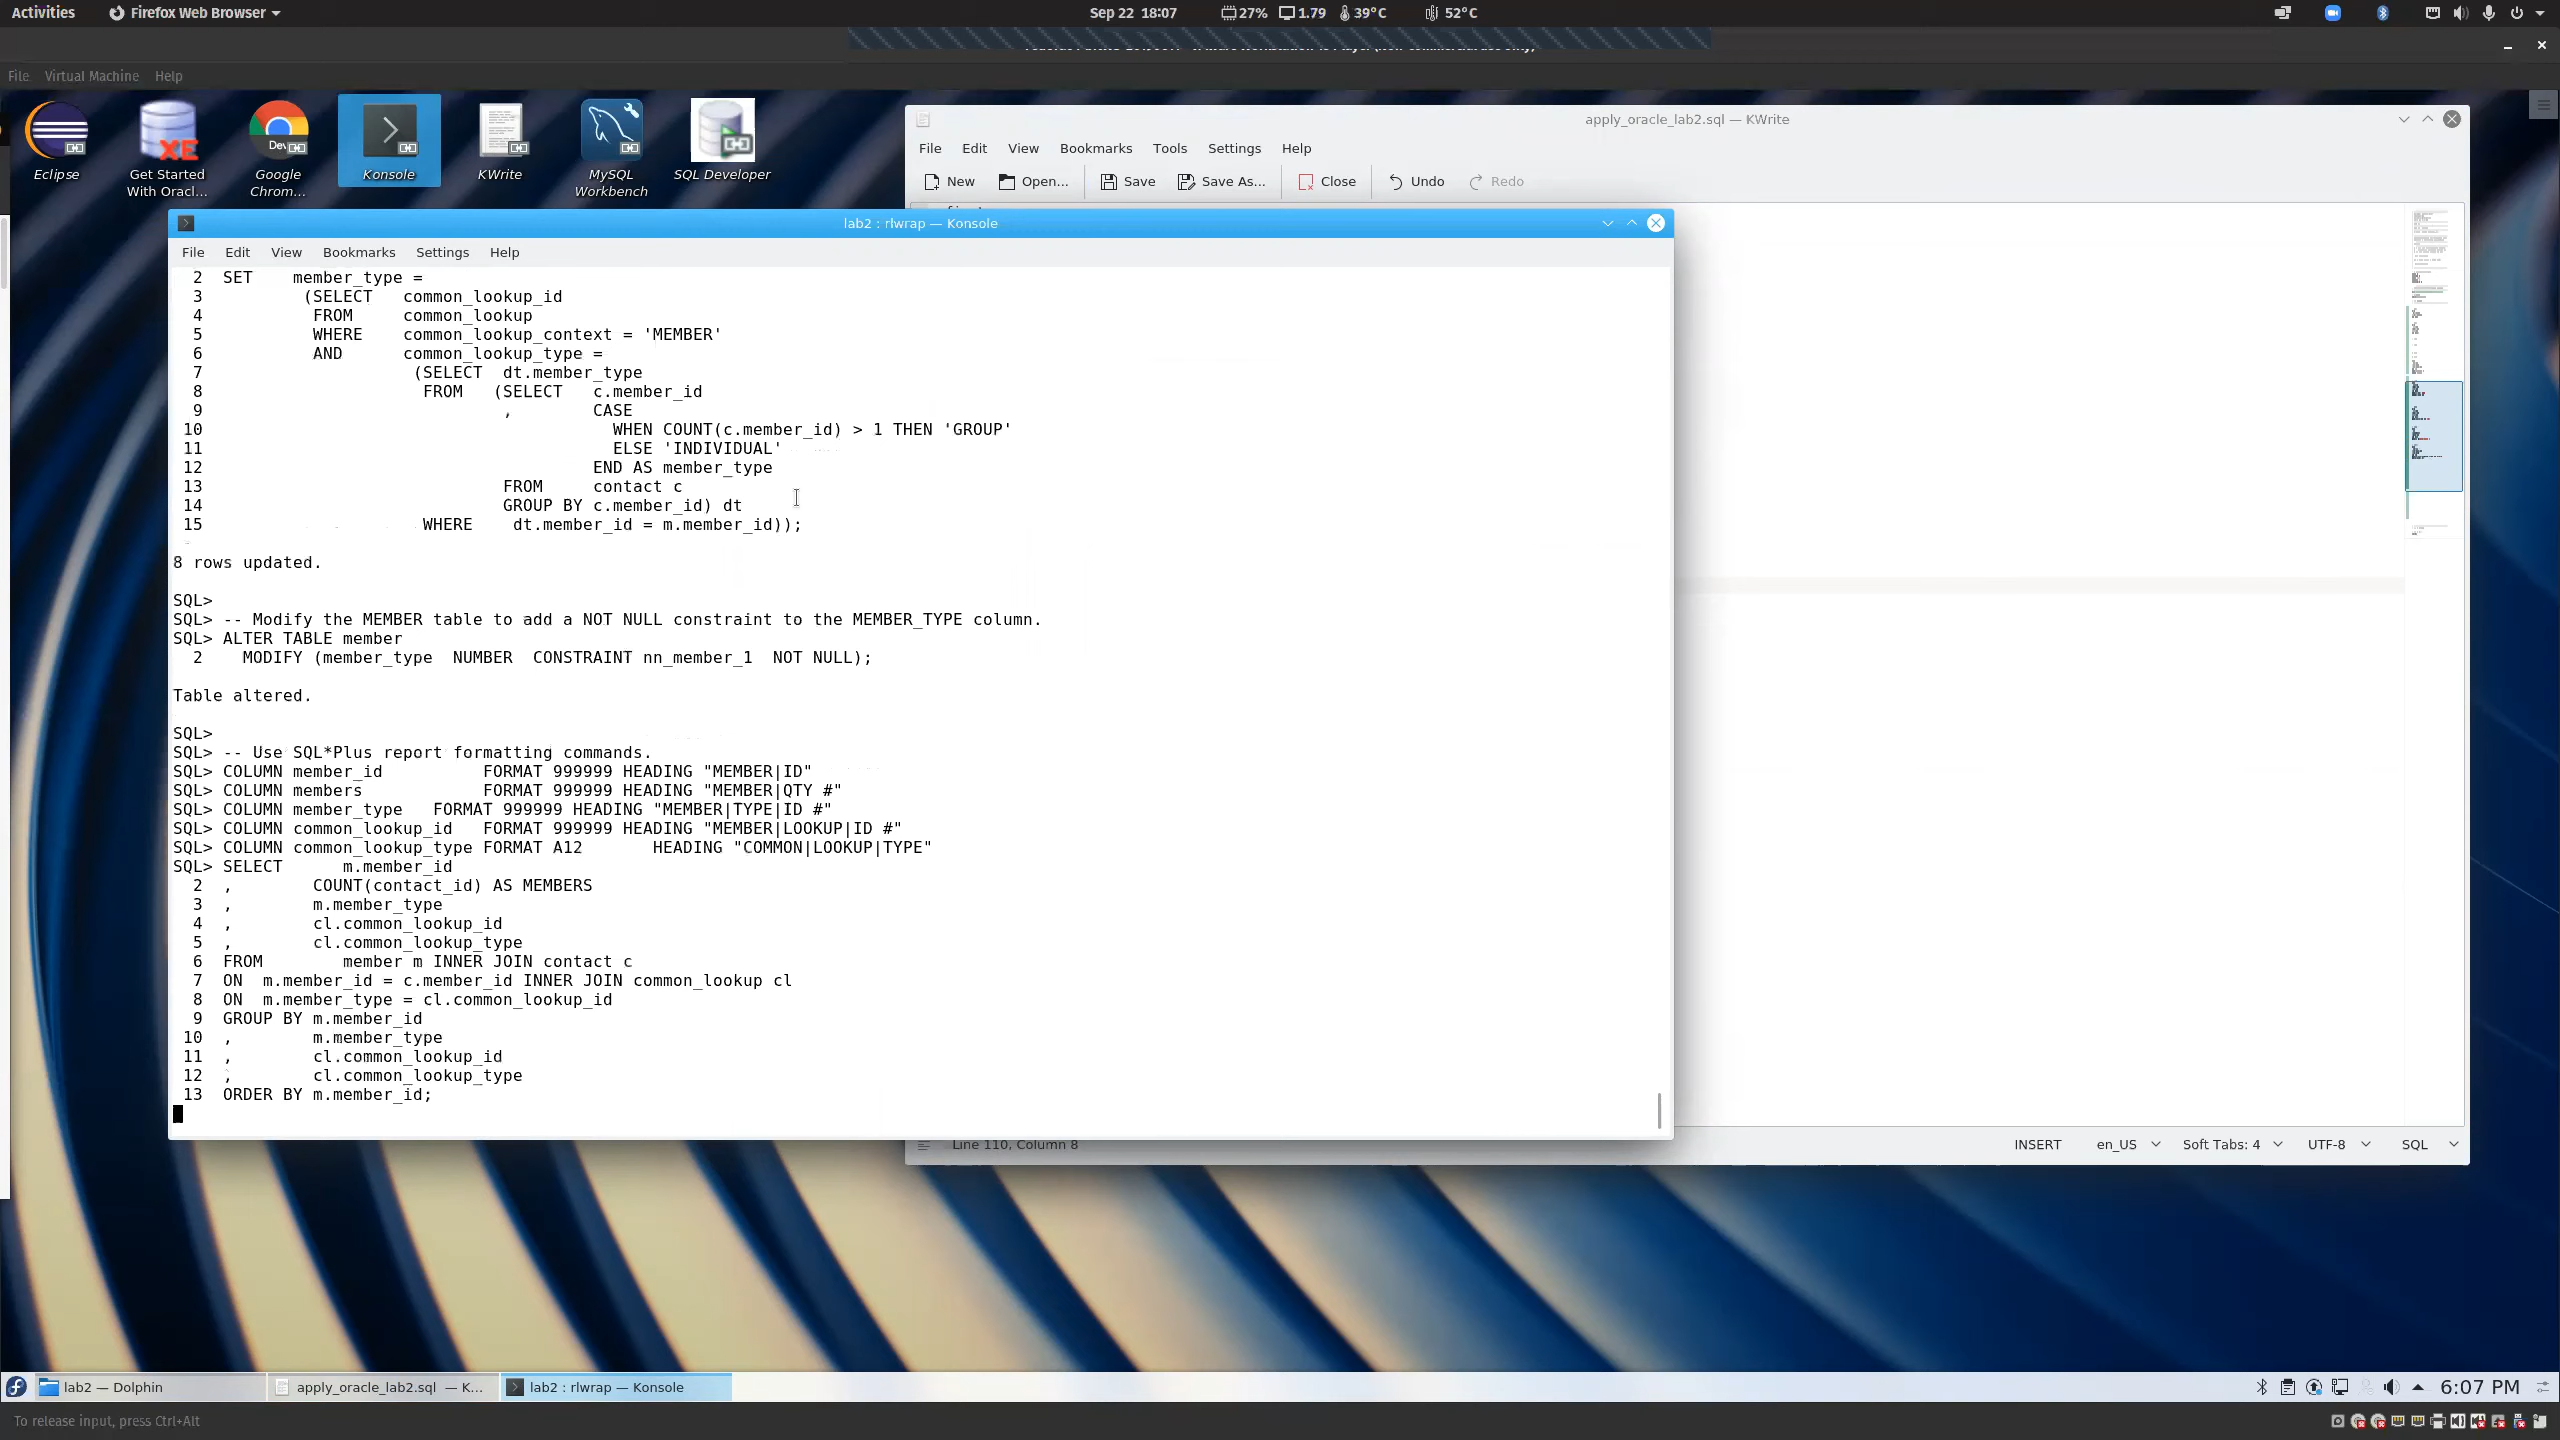 Activities Firefox Web Browser Sep 22 18:07 27% 1.79 39°C 52°C
File Virtual Machine Help
Eclipse
Get Started With Oracl...
Google Chrom...
Dev
XE
Konsole
KWrite
MySQL Workbench
SQL Developer
apply_oracle_lab2.sql — KWrite
File Edit View Bookmarks Tools Settings Help
New Open... Save Save As... Close Undo Redo
lab2 : rlwrap — Konsole
File Edit View Bookmarks Settings Help
2 SET member_type =
3 (SELECT common_lookup_id
4 FROM common_lookup
5 WHERE common_lookup_context = 'MEMBER'
6 AND common_lookup_type =
7 (SELECT dt.member_type
8 FROM (SELECT c.member_id
9 , CASE
10 WHEN COUNT(c.member_id) > 1 THEN 'GROUP'
11 ELSE 'INDIVIDUAL'
12 END AS member_type
13 FROM contact c
14 GROUP BY c.member_id) dt
15 WHERE dt.member_id = m.member_id));
8 rows updated.
SQL>
SQL> -- Modify the MEMBER table to add a NOT NULL constraint to the MEMBER_TYPE column.
SQL> ALTER TABLE member
2 MODIFY (member_type NUMBER CONSTRAINT nn_member_1 NOT NULL);
Table altered.
SQL>
SQL> -- Use SQL*Plus report formatting commands.
SQL> COLUMN member_id FORMAT 999999 HEADING "MEMBER|ID"
SQL> COLUMN members FORMAT 999999 HEADING "MEMBER|QTY #"
SQL> COLUMN member_type FORMAT 999999 HEADING "MEMBER|TYPE|ID #"
SQL> COLUMN common_lookup_id FORMAT 999999 HEADING "MEMBER|LOOKUP|ID #"
SQL> COLUMN common_lookup_type FORMAT A12 HEADING "COMMON|LOOKUP|TYPE"
SQL> SELECT m.member_id
2 , COUNT(contact_id) AS MEMBERS
3 , m.member_type
4 , cl.common_lookup_id
5 , cl.common_lookup_type
6 FROM member m INNER JOIN contact c
7 ON m.member_id = c.member_id INNER JOIN common_lookup cl
8 ON m.member_type = cl.common_lookup_id
9 GROUP BY m.member_id
10 , m.member_type
11 , cl.common_lookup_id
12 , cl.common_lookup_type
13 ORDER BY m.member_id;
Line 110, Column 8 INSERT en_US Soft Tabs: 4 UTF-8 SQL
lab2 — Dolphin apply_oracle_lab2.sql — K... lab2 : rlwrap — Konsole 6:07 PM
To release input, press Ctrl+Alt